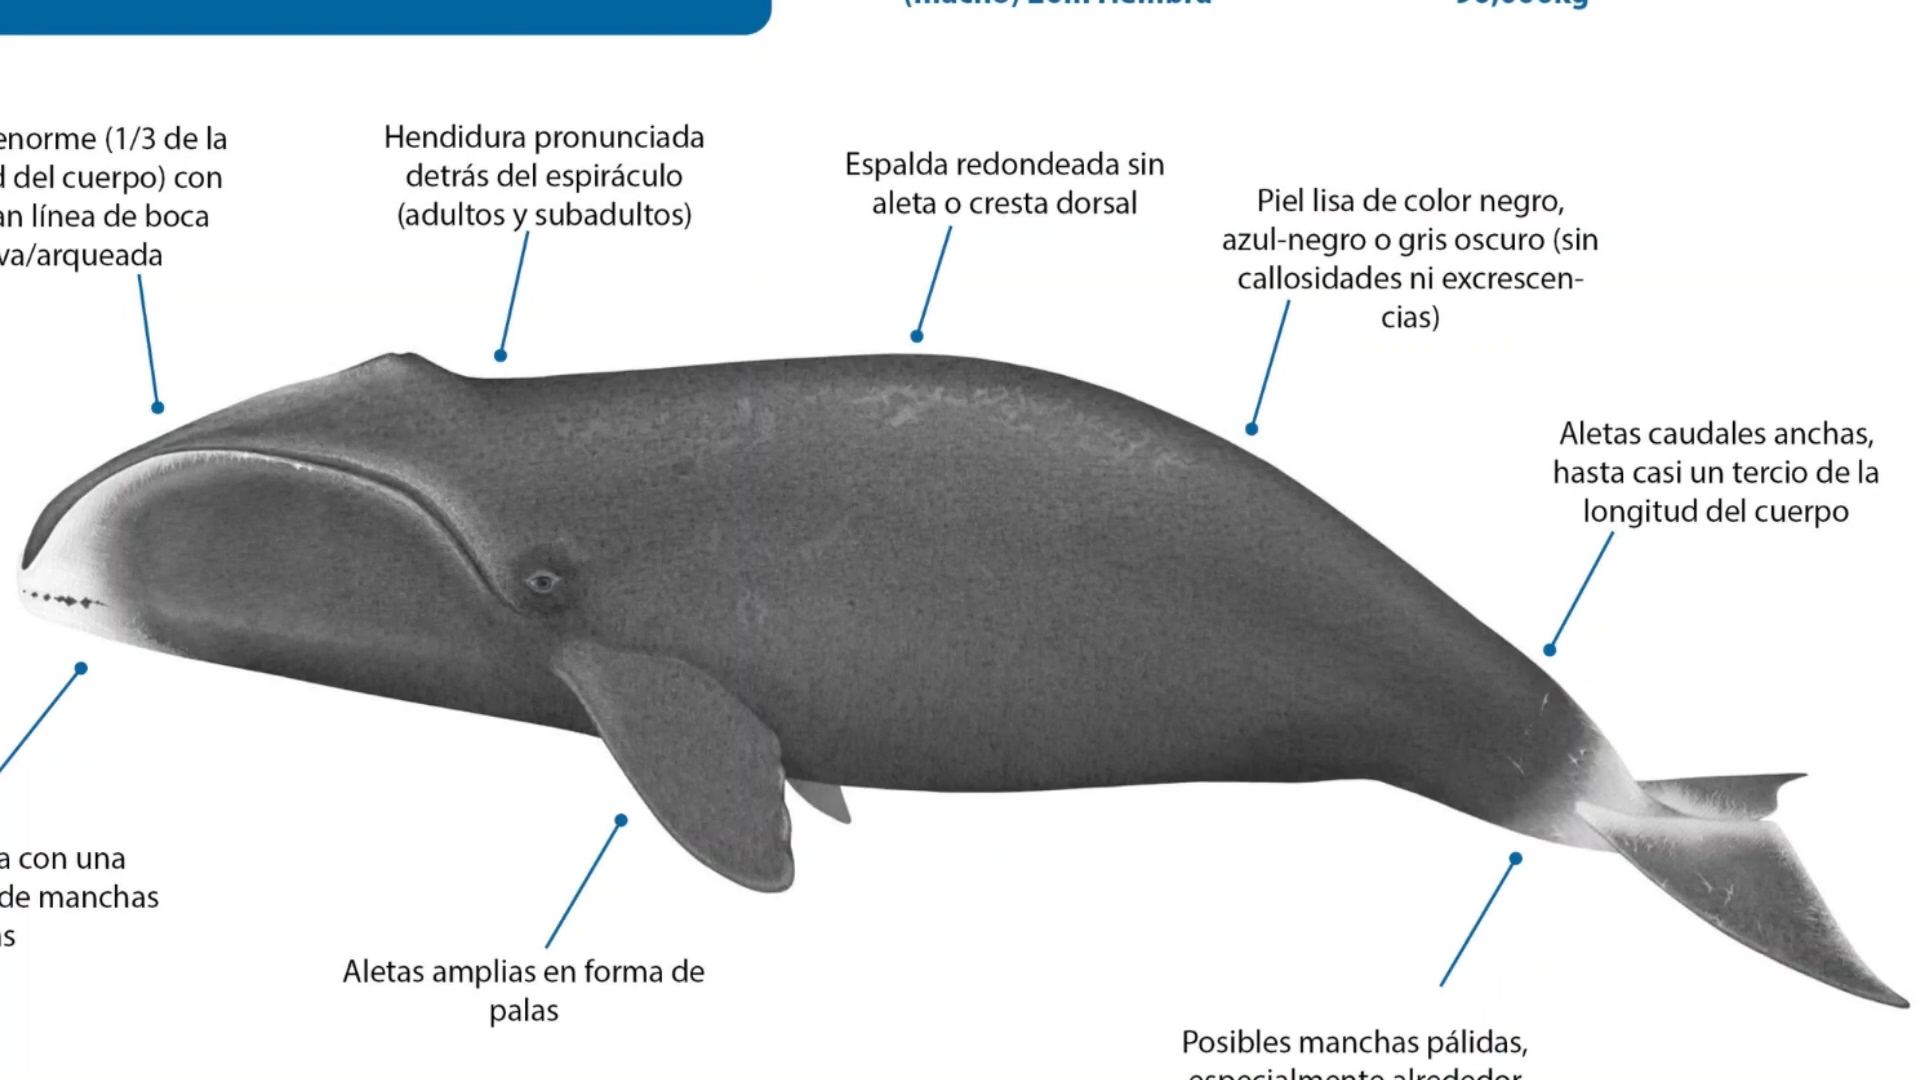 enorme (1/3 de la
del cuerpo) con
línea de boca
va/arqueada
Hendidura pronunciada
detrás del espiráculo
(adultos y subadultos)
Espalda redondeada sin
aleta o cresta dorsal
Piel lisa de color negro,
azul-negro o gris oscuro (sin
callosidades ni excrescen-
cias)
Aletas caudales anchas,
hasta casi un tercio de la
longitud del cuerpo
a con una
de manchas
Aletas amplias en forma de
palas
Posibles manchas pálidas,
especialmente alrededor